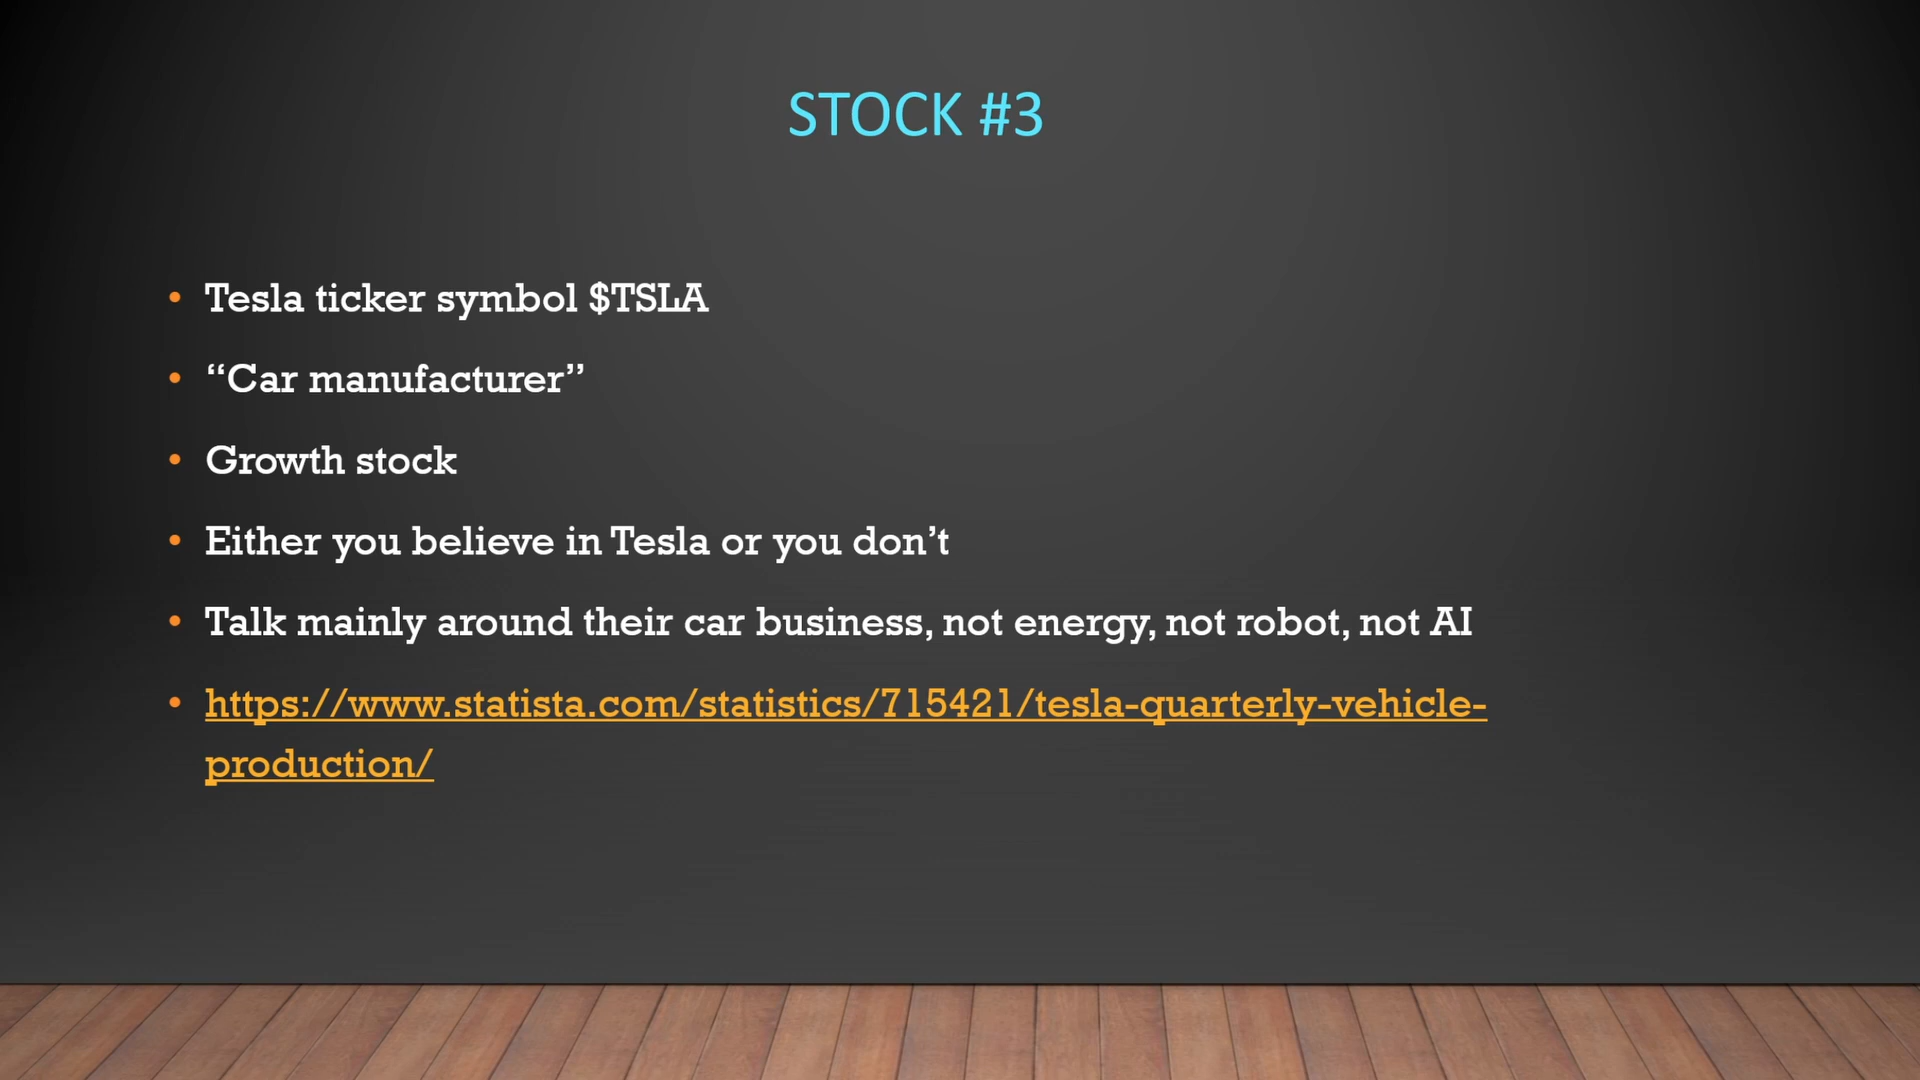 STOCK #3
• Tesla ticker symbol $TSLA
• “Car manufacturer”
• Growth stock
• Either you believe in Tesla or you don’t
• Talk mainly around their car business, not energy, not robot, not AI
• https://www.statista.com/statistics/715421/tesla-quarterly-vehicle-
production/